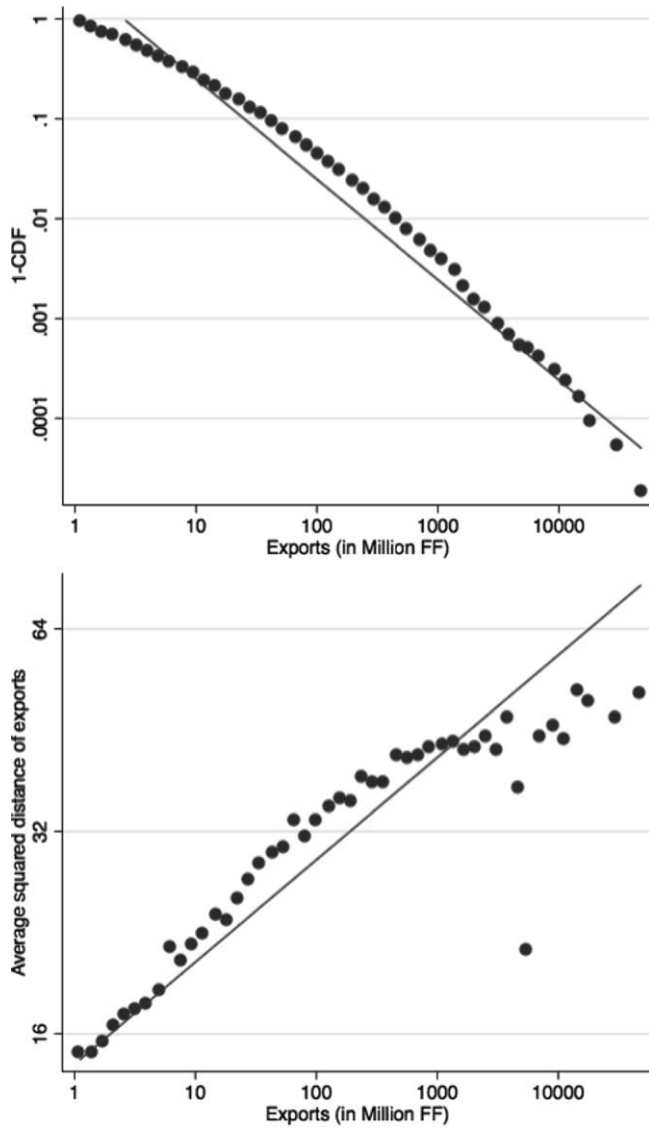 1-CDF
1
.1
.01
.001
.0001
1 10 100 1000 10000
Exports (in Million FF)
Average squared distance of exports
64
32
16
1 10 100 1000 10000
Exports (in Million FF)